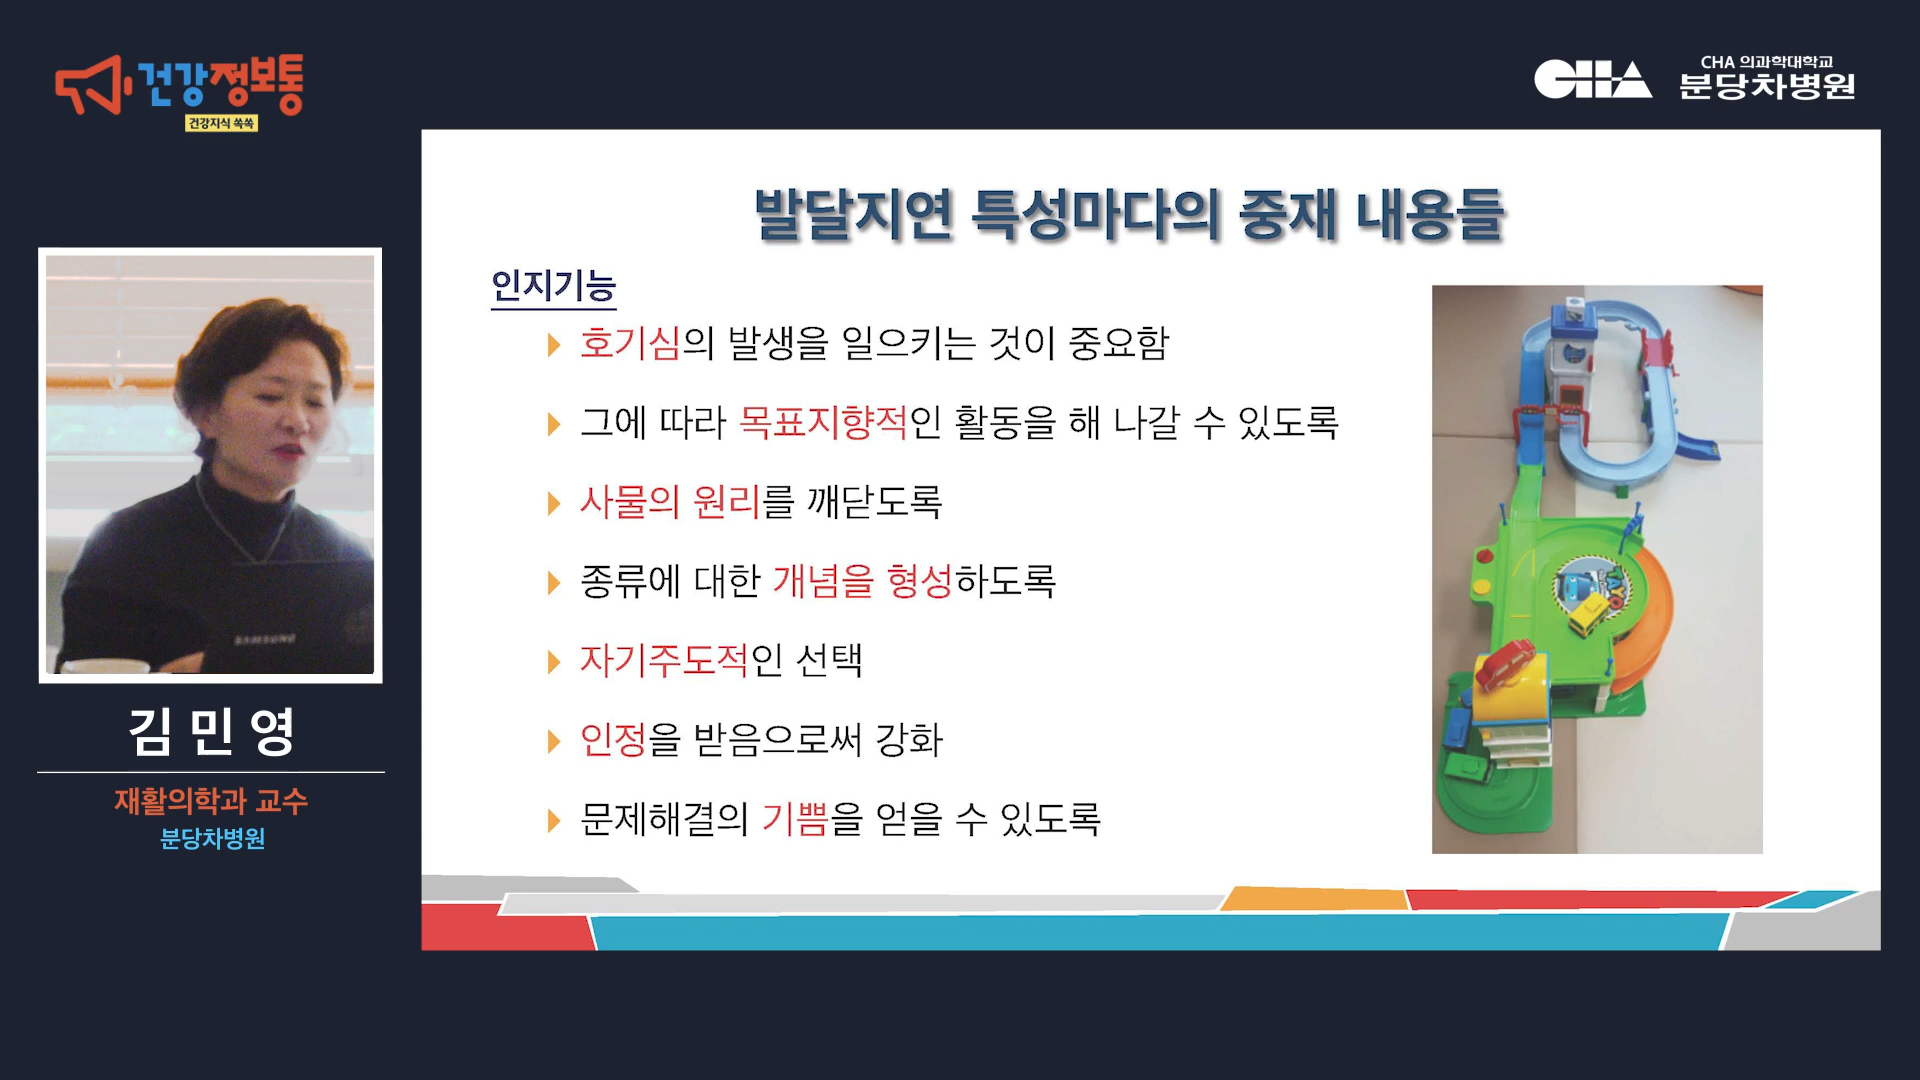 건강정보통
건강지식 쏙쏙
CHA 의과학대학교
CHA 분당차병원
발달지연 특성마다의 중재 내용들
인지기능
호기심의 발생을 일으키는 것이 중요함
그에 따라 목표지향적인 활동을 해 나갈 수 있도록
사물의 원리를 깨닫도록
종류에 대한 개념을 형성하도록
자기주도적인 선택
인정을 받음으로써 강화
문제해결의 기쁨을 얻을 수 있도록
SAMSUNG
TAYO
김민영
재활의학과 교수
분당차병원